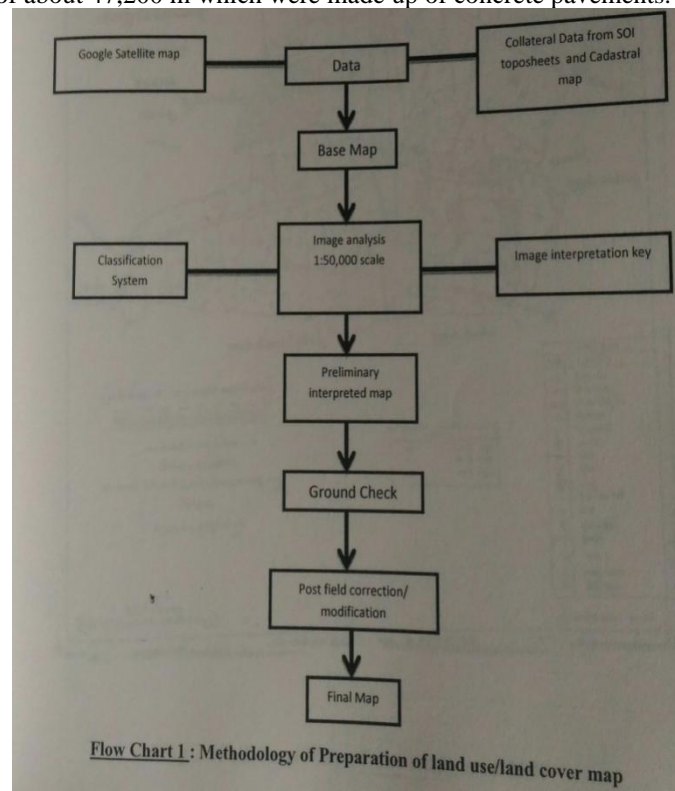 of about 47,200 in which were made up of concrete pavements.
Google Satellite map
Data
Collateral Data from SOI
toposheets and Cadastral
map
Base Map
Classification
System
Image analysis
1:50,000 scale
Image interpretation key
Preliminary
interpreted map
Ground Check
Post field correction/
modification
Final Map
Flow Chart 1 : Methodology of Preparation of land use/land cover map